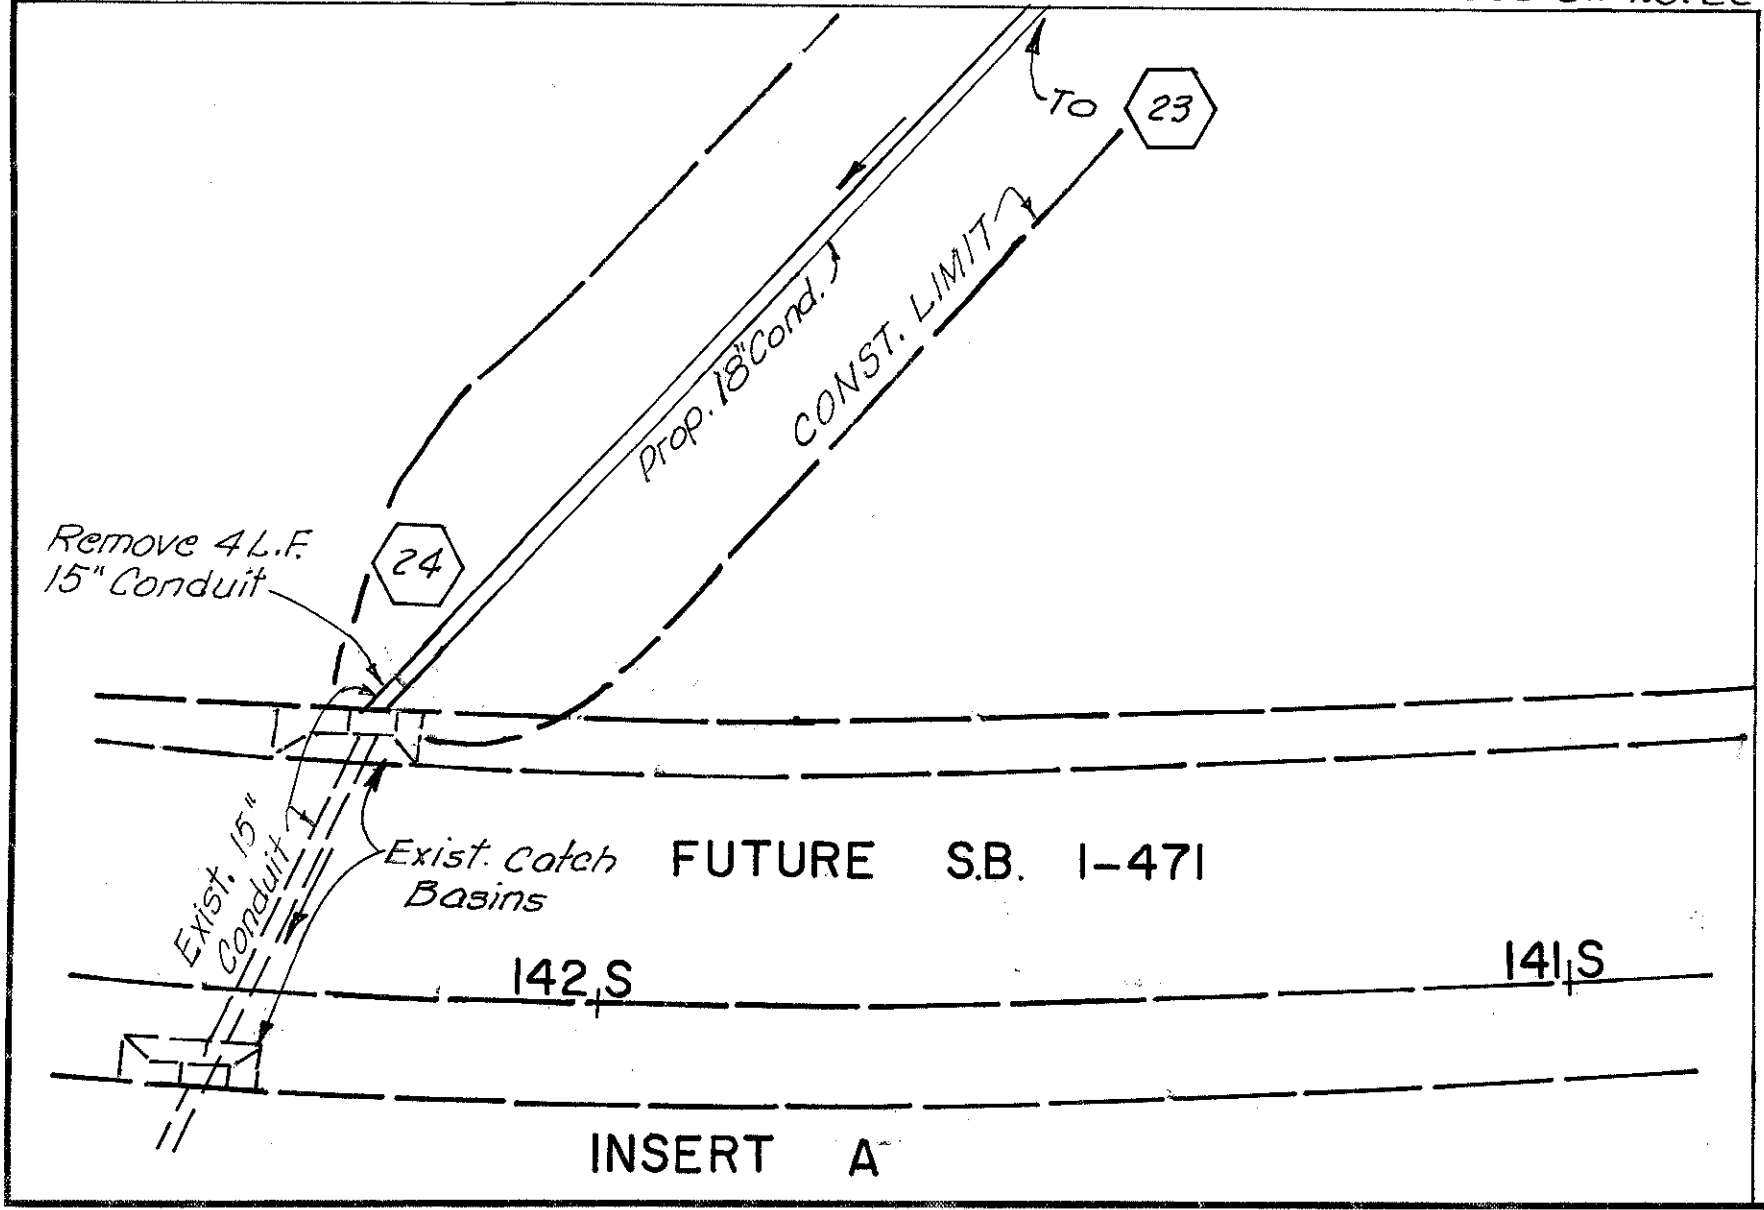 To
23
CONST. LIMIT
Prop. 18" Cond.
Remove 4 L.F.
15" Conduit
24
Exist. 15"
Conduit
Exist. Catch
Basins
FUTURE S.B. I-471
142 S
141 S
INSERT A